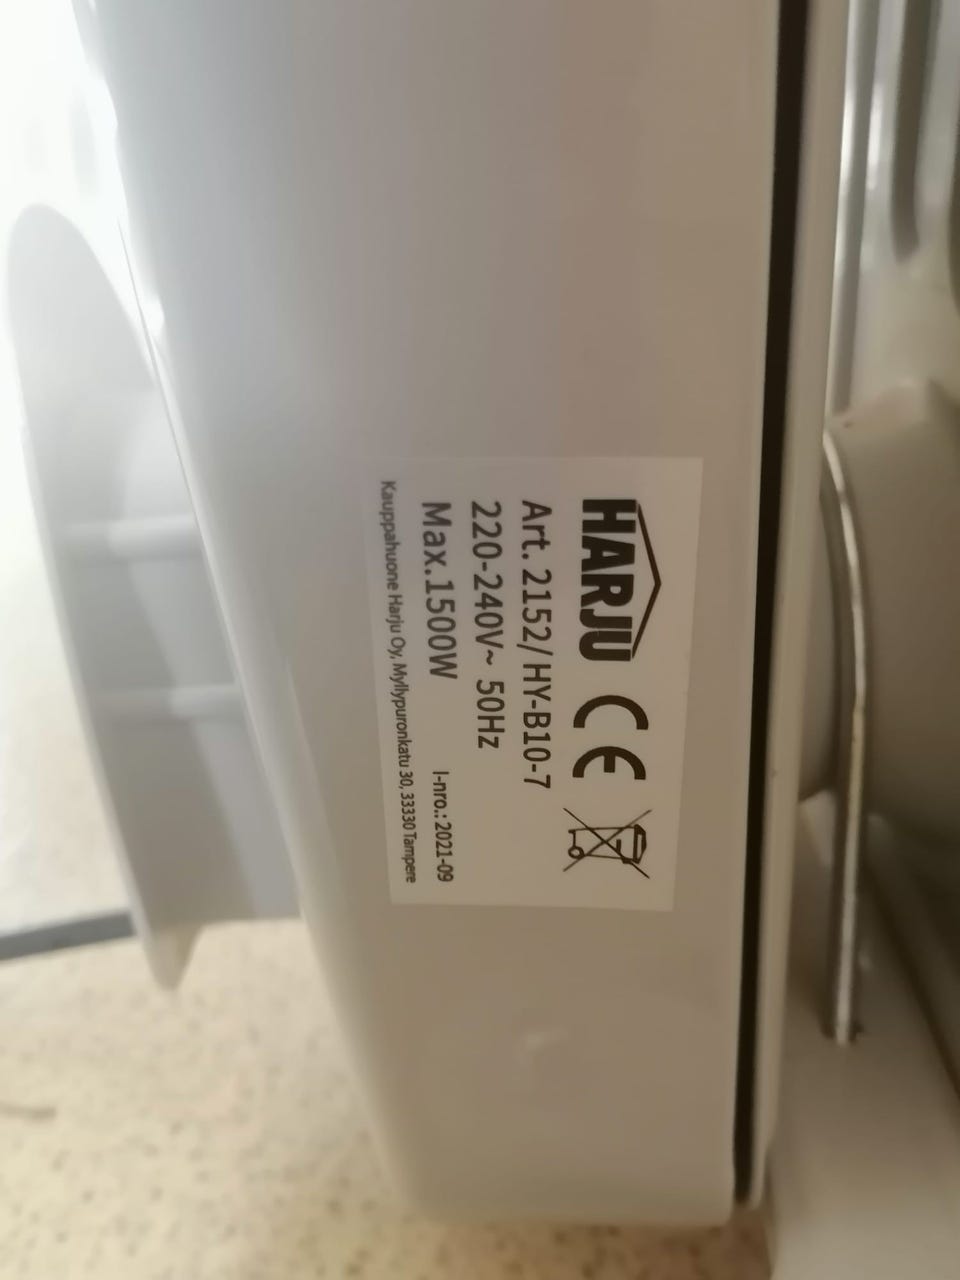 HARJU CE
Art. 2152/ HY-B10-7
220-240V~ 50Hz
Max.1500W I-nro.: 2021-09
Kauppahuone Harju Oy, Myllypuronkatu 30, 33330 Tampere